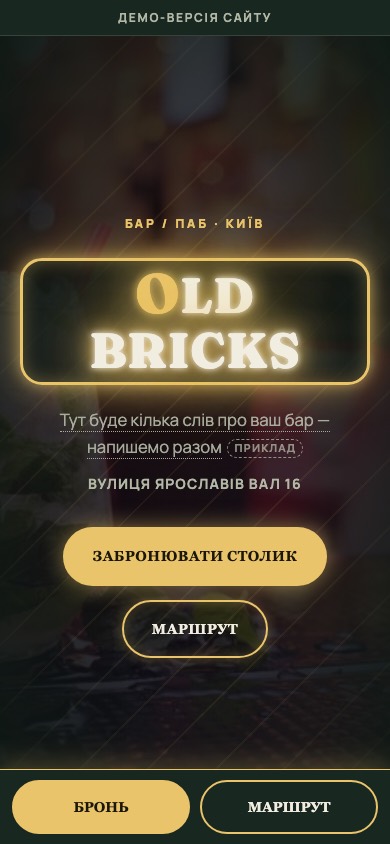 ДЕМО-ВЕРСІЯ САЙТУ
БАР / ПАБ · КИЇВ
OLD
BRICKS
Тут буде кілька слів про ваш бар —
напишемо разом ПРИКЛАД
ВУЛИЦЯ ЯРОСЛАВІВ ВАЛ 16
ЗАБРОНЮВАТИ СТОЛИК
МАРШРУТ
БРОНЬ МАРШРУТ